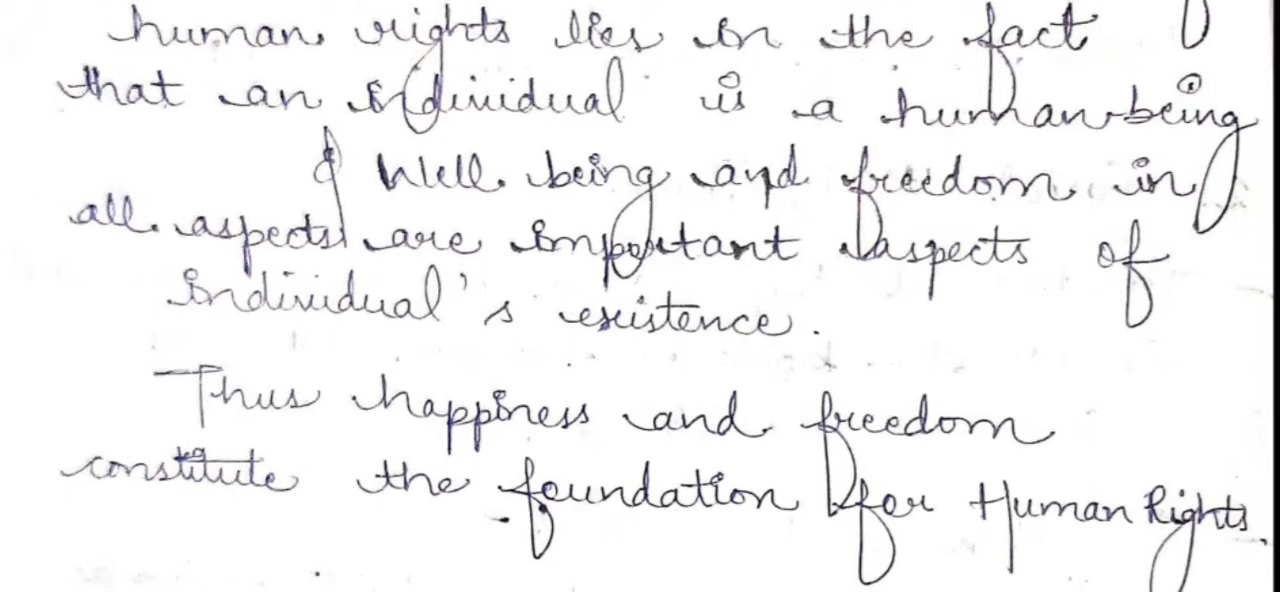 human rights lies in the fact
that an individual is a human being
& Well being and freedom in
all aspects are important aspects of
individual's existence.
Thus happiness and freedom
constitute the foundation for Human Rights.